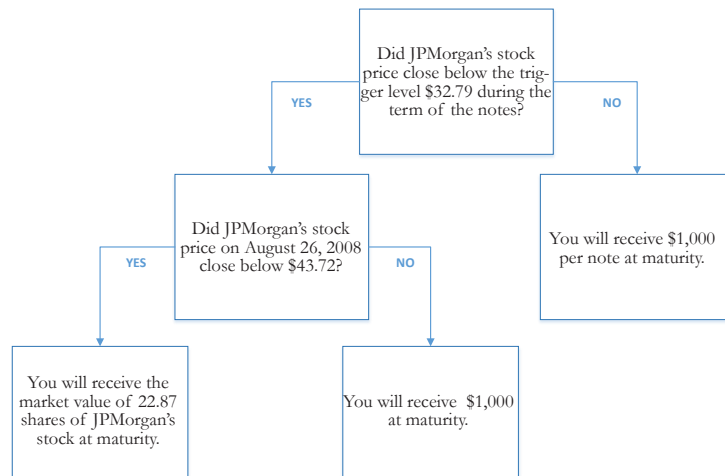 Did JPMorgan's stock
price close below the trig-
ger level $32.79 during the
term of the notes?
YES
NO
Did JPMorgan's stock
price on August 26, 2008
close below $43.72?
You will receive $1,000
per note at maturity.
YES
NO
You will receive the
market value of 22.87
shares of JPMorgan's
stock at maturity.
You will receive $1,000
at maturity.